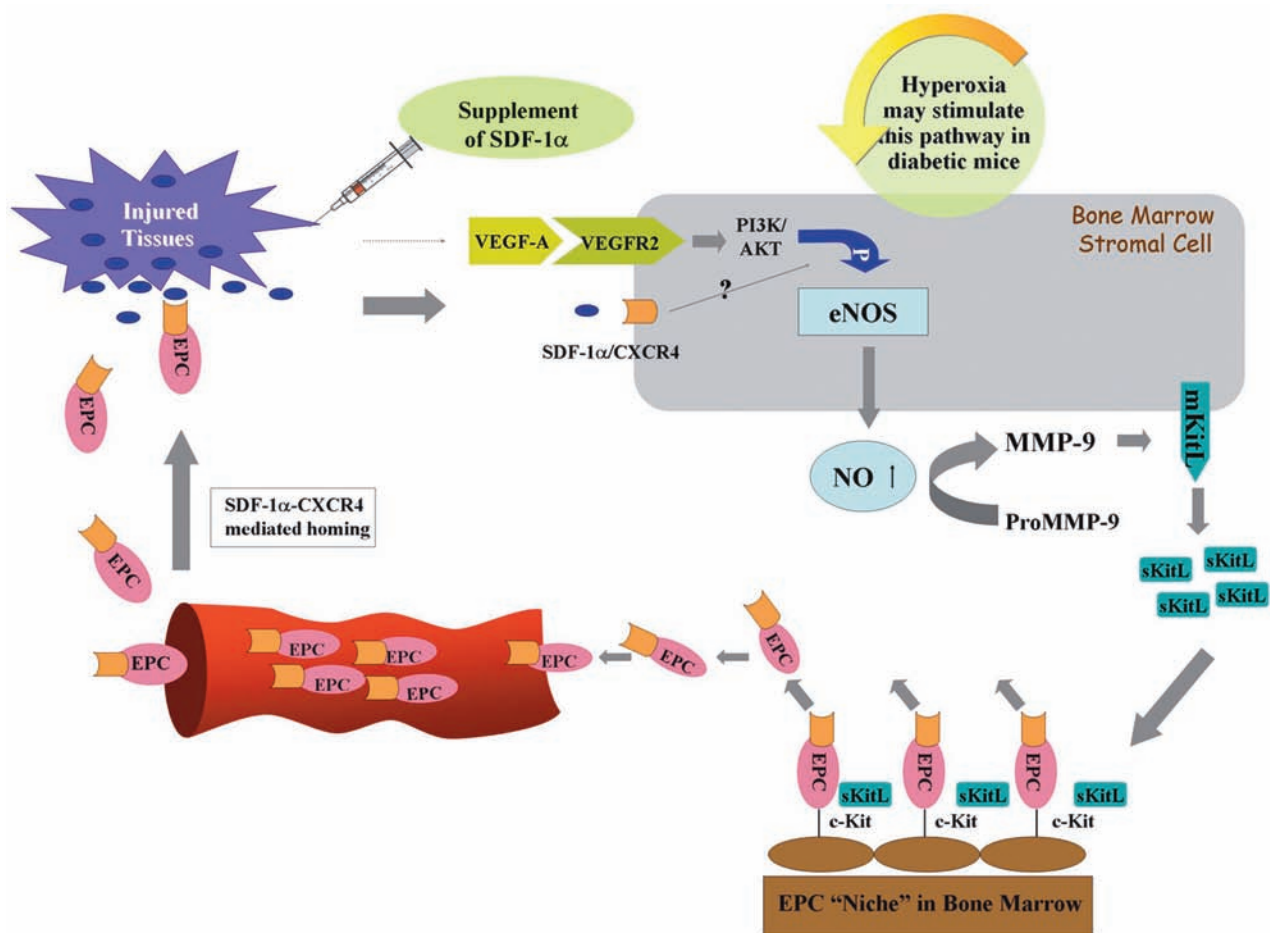 Supplement
of SDF-1α
Hyperoxia
may stimulate
this pathway in
diabetic mice
Injured
Tissues
VEGF-A
VEGFR2
PI3K/
AKT
P
Bone Marrow
Stromal Cell
?
eNOS
SDF-1α/CXCR4
EPC
EPC
mKitL
MMP-9
NO ↑
ProMMP-9
SDF-1α-CXCR4
mediated homing
EPC
sKitL
sKitL
sKitL
sKitL
EPC
EPC
EPC
EPC
EPC
EPC
EPC
EPC
EPC
EPC
EPC
sKitL
sKitL
sKitL
c-Kit
c-Kit
c-Kit
EPC “Niche” in Bone Marrow